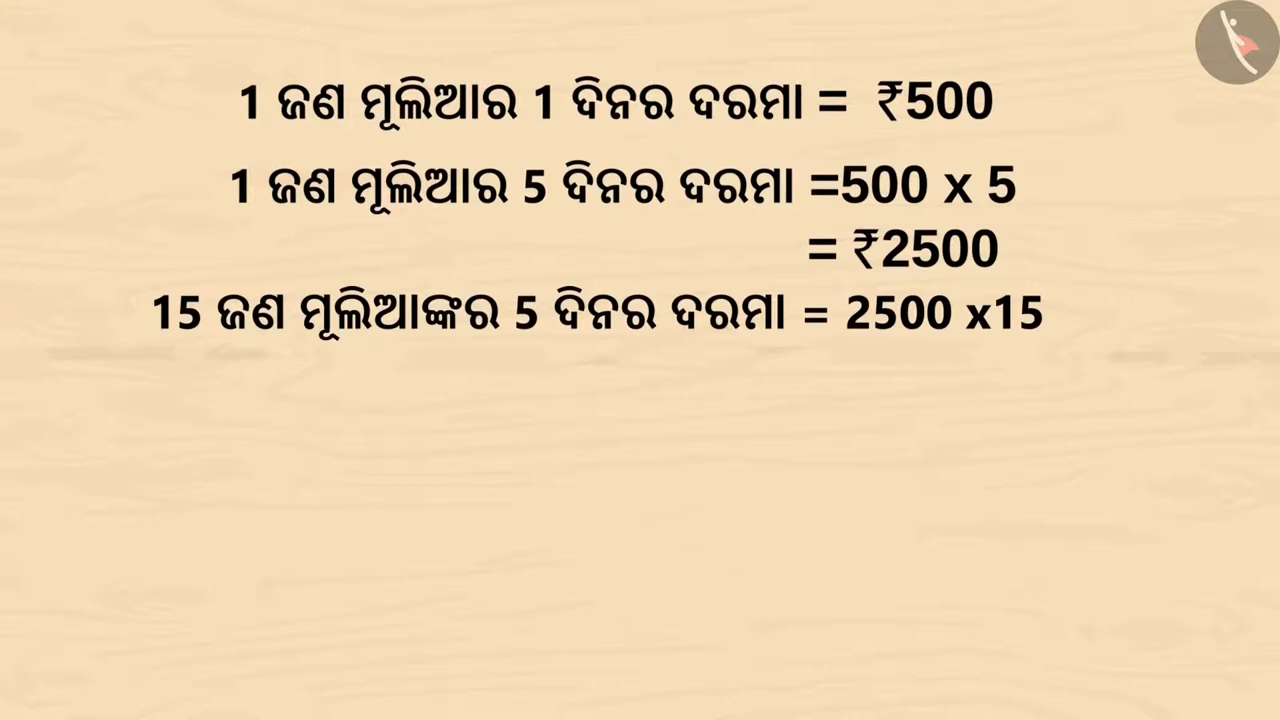 1 ଜଣ ମୂଲିଆର 1 ଦିନର ଦରମା = ₹500
1 ଜଣ ମୂଲିଆର 5 ଦିନର ଦରମା =500 x 5
= ₹2500
15 ଜଣ ମୂଲିଆଙ୍କର 5 ଦିନର ଦରମା = 2500 x15